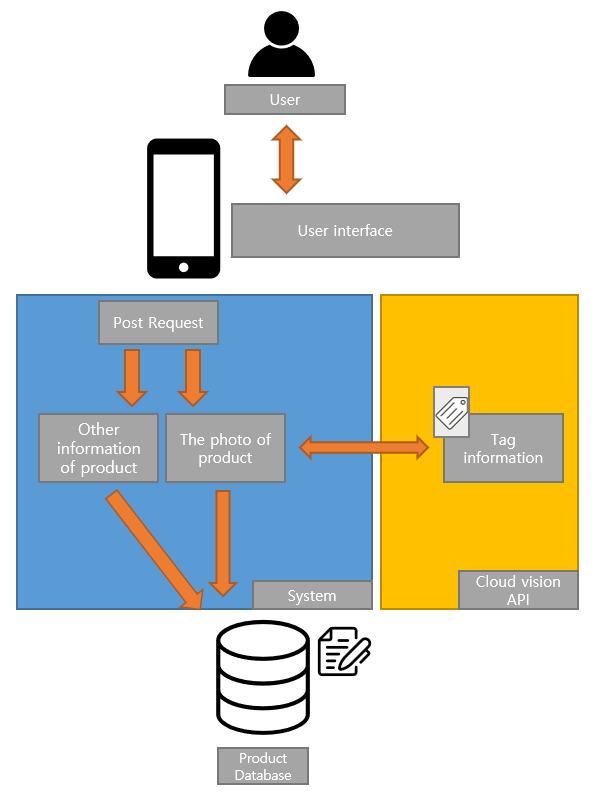 User
User interface
Post Request
Other
information
of product
The photo of
product
Tag
information
System
Cloud vision
API
Product
Database